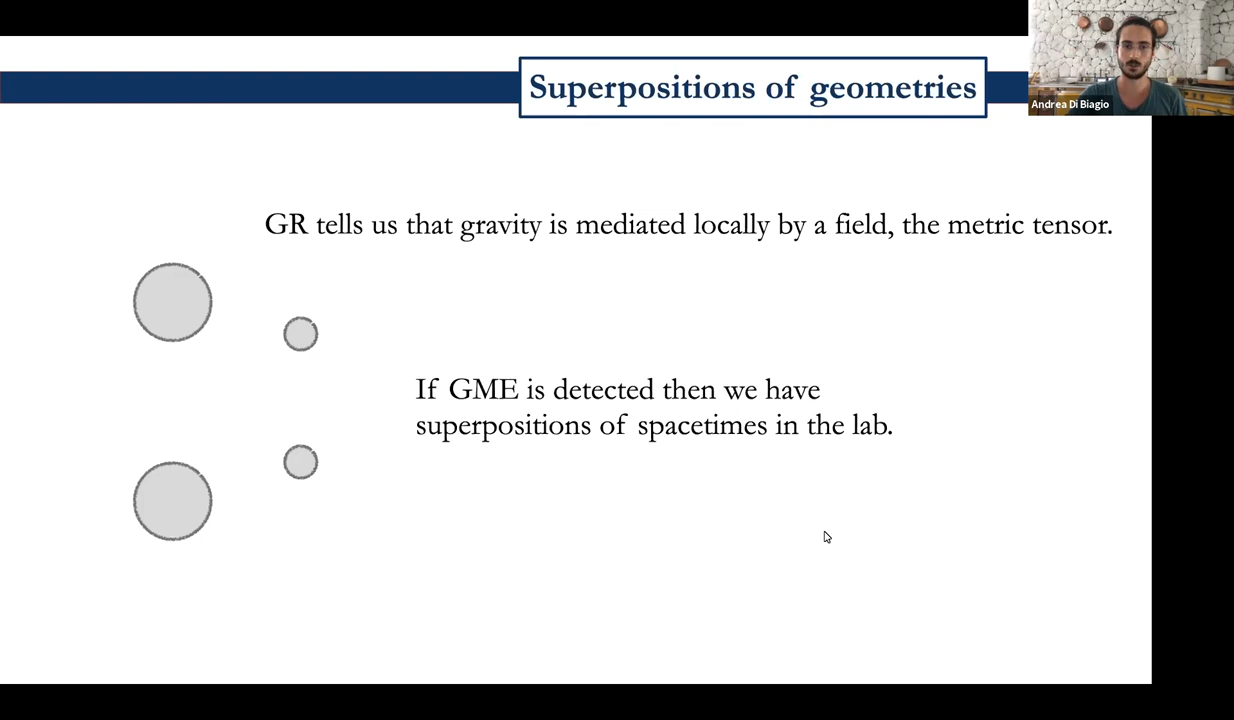 Superpositions of geometries
Andrea Di Biagio
GR tells us that gravity is mediated locally by a field, the metric tensor.
If GME is detected then we have
superpositions of spacetimes in the lab.